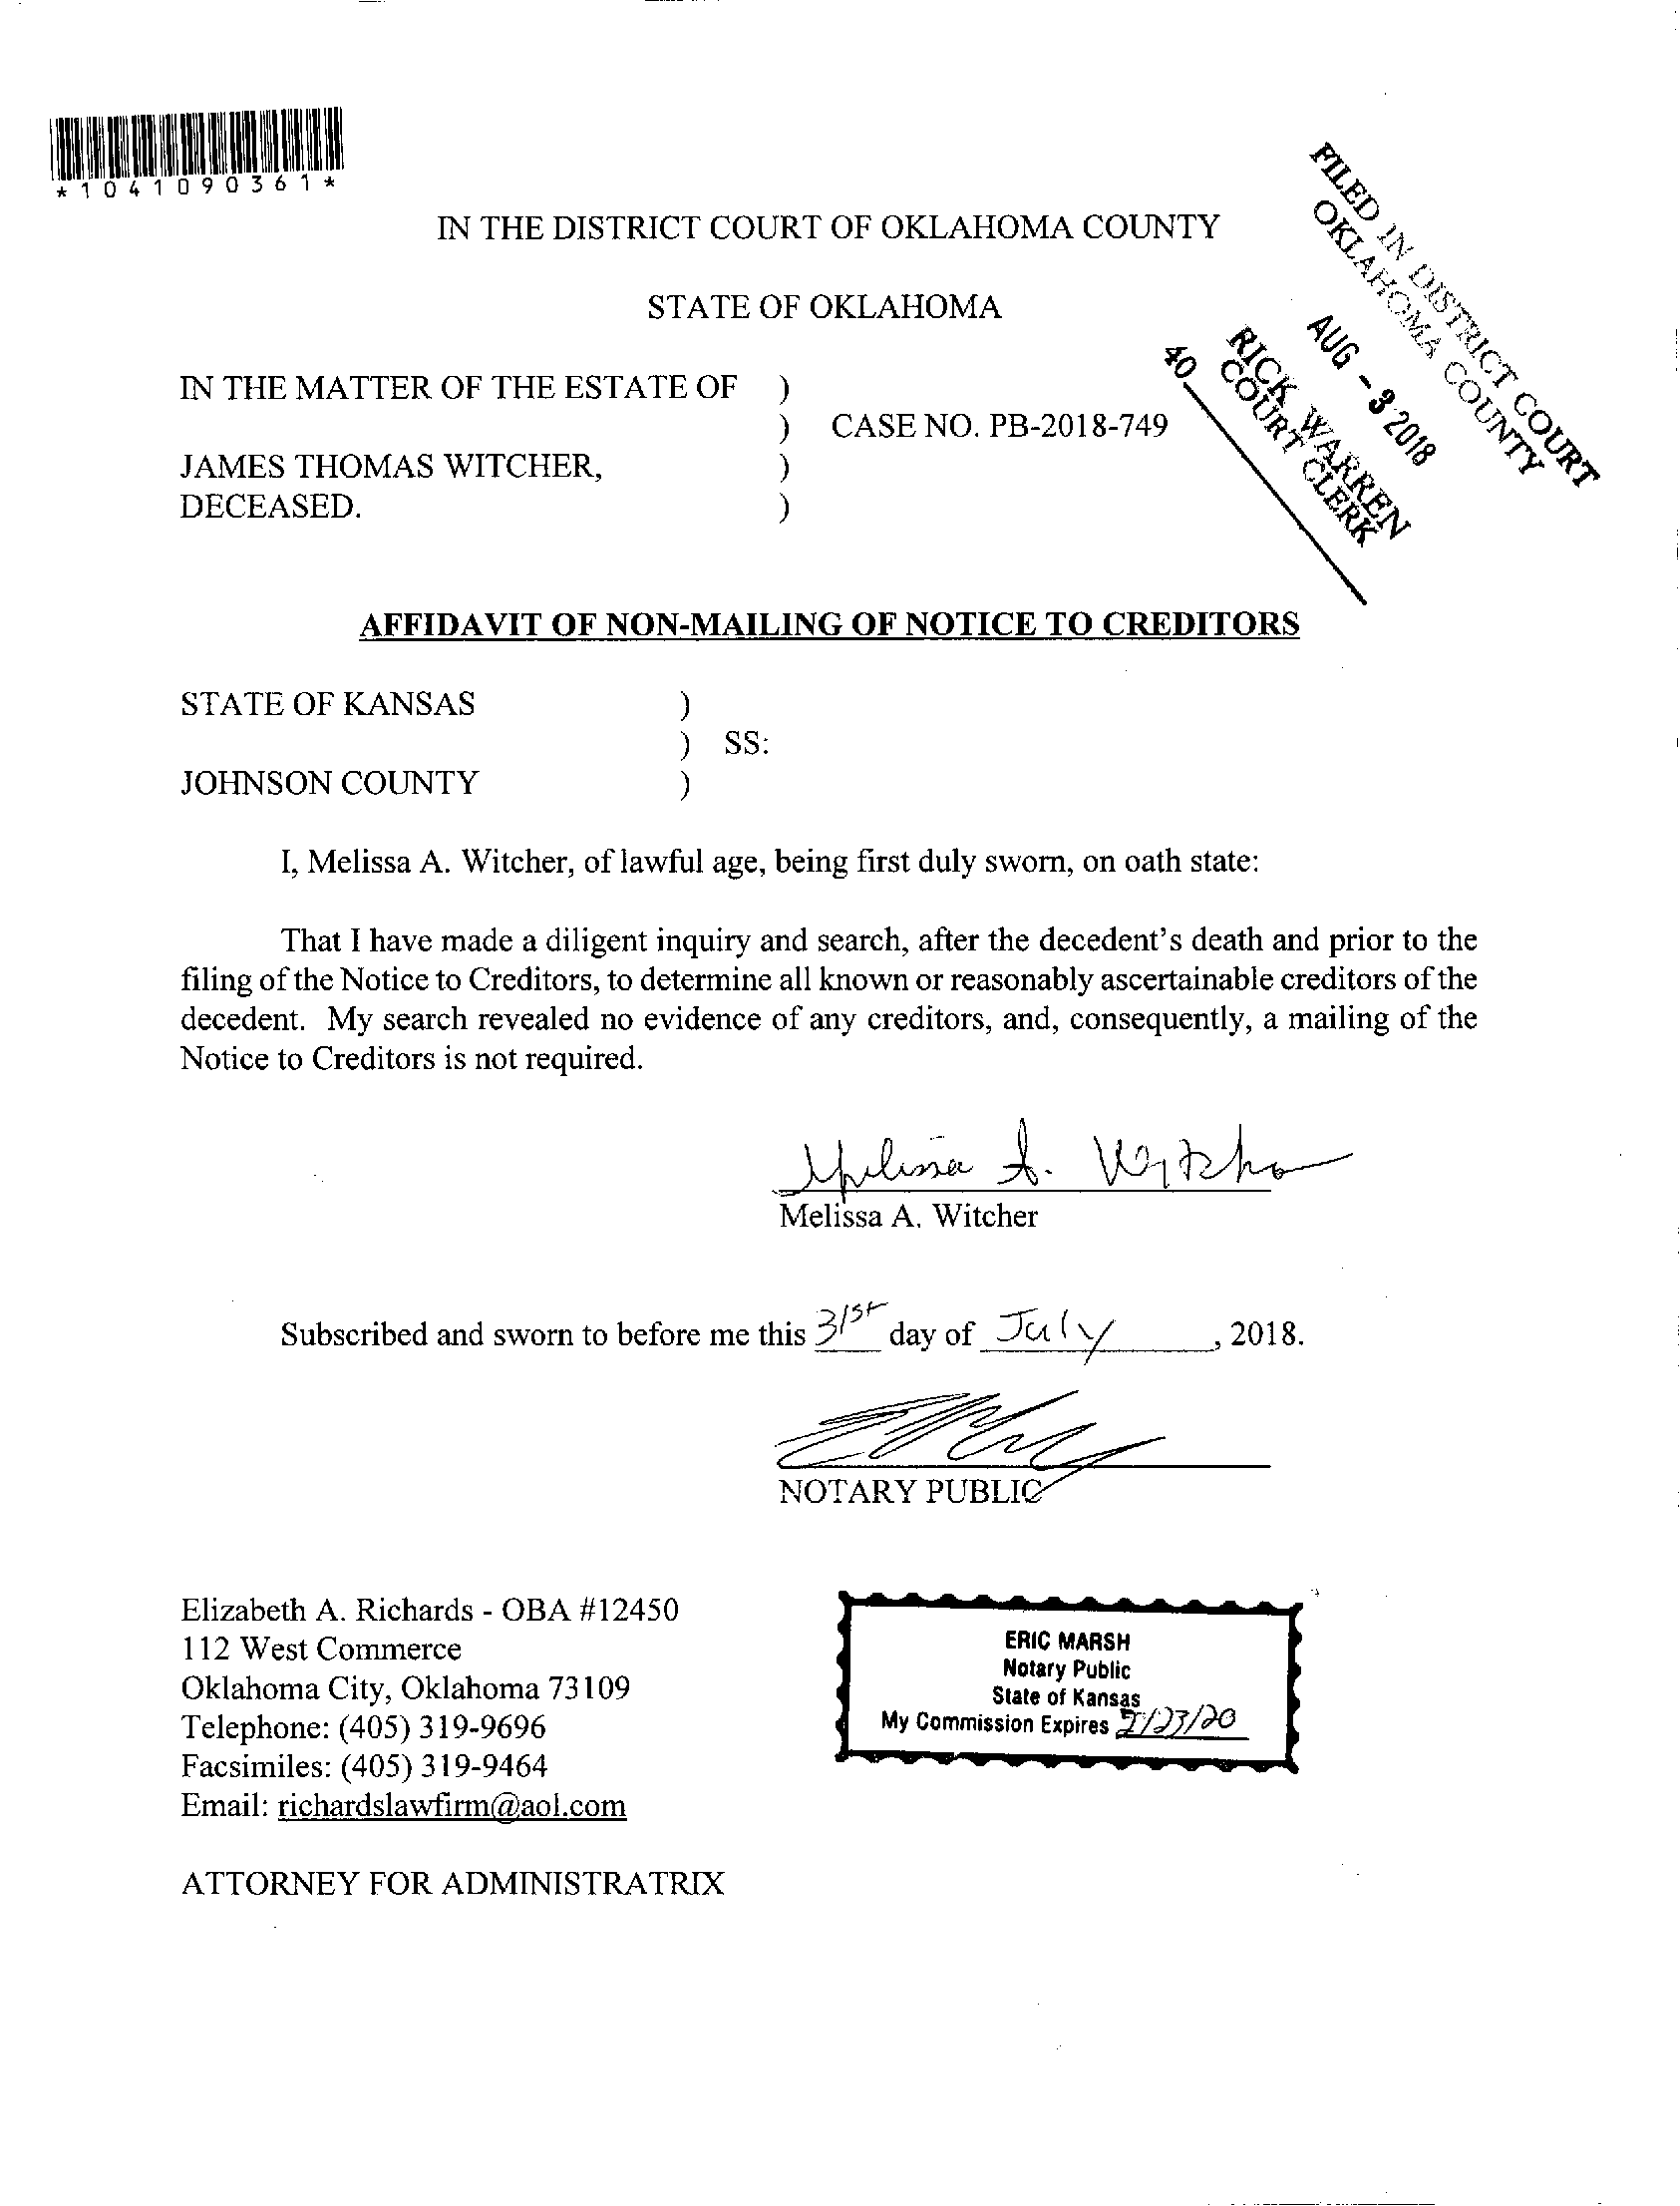 *1041090361*
IN THE DISTRICT COURT OF OKLAHOMA COUNTY
STATE OF OKLAHOMA
FILED IN DISTRICT COURT
OKLAHOMA COUNTY
AUG -3 2018
RICK WARREN
COURT CLERK
40
IN THE MATTER OF THE ESTATE OF )
) CASE NO. PB-2018-749
JAMES THOMAS WITCHER, )
DECEASED. )
AFFIDAVIT OF NON-MAILING OF NOTICE TO CREDITORS
STATE OF KANSAS )
) SS:
JOHNSON COUNTY )
I, Melissa A. Witcher, of lawful age, being first duly sworn, on oath state:
That I have made a diligent inquiry and search, after the decedent's death and prior to the
filing of the Notice to Creditors, to determine all known or reasonably ascertainable creditors of the
decedent. My search revealed no evidence of any creditors, and, consequently, a mailing of the
Notice to Creditors is not required.
Melissa A. Witcher
Melissa A. Witcher
Subscribed and sworn to before me this 31st day of July, 2018.
NOTARY PUBLIC
Elizabeth A. Richards - OBA #12450
112 West Commerce
Oklahoma City, Oklahoma 73109
Telephone: (405) 319-9696
Facsimiles: (405) 319-9464
Email: richardslawfirm@aol.com
ATTORNEY FOR ADMINISTRATRIX
ERIC MARSH
Notary Public
State of Kansas
My Commission Expires